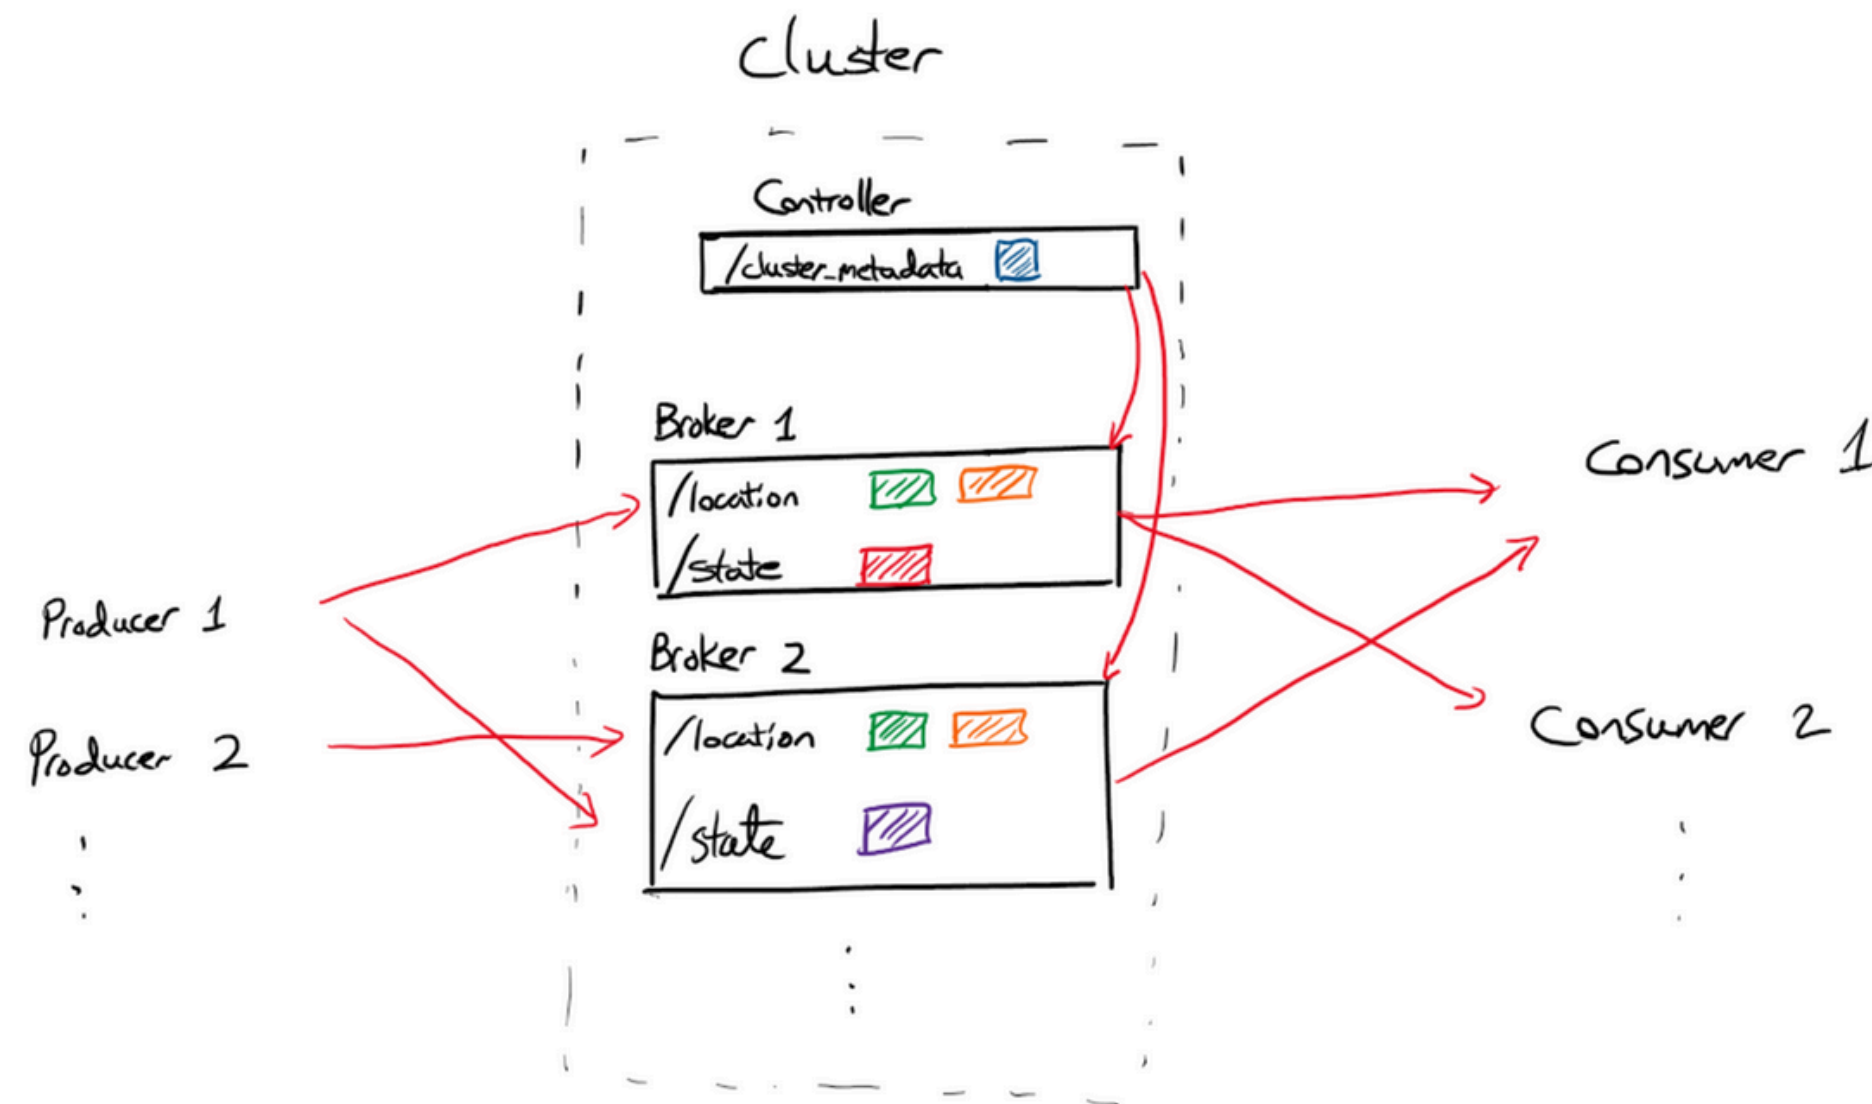 Cluster
Controller
/cluster_metadata
Broker 1
/location
/state
Broker 2
/location
/state
Producer 1
Producer 2
Consumer 1
Consumer 2